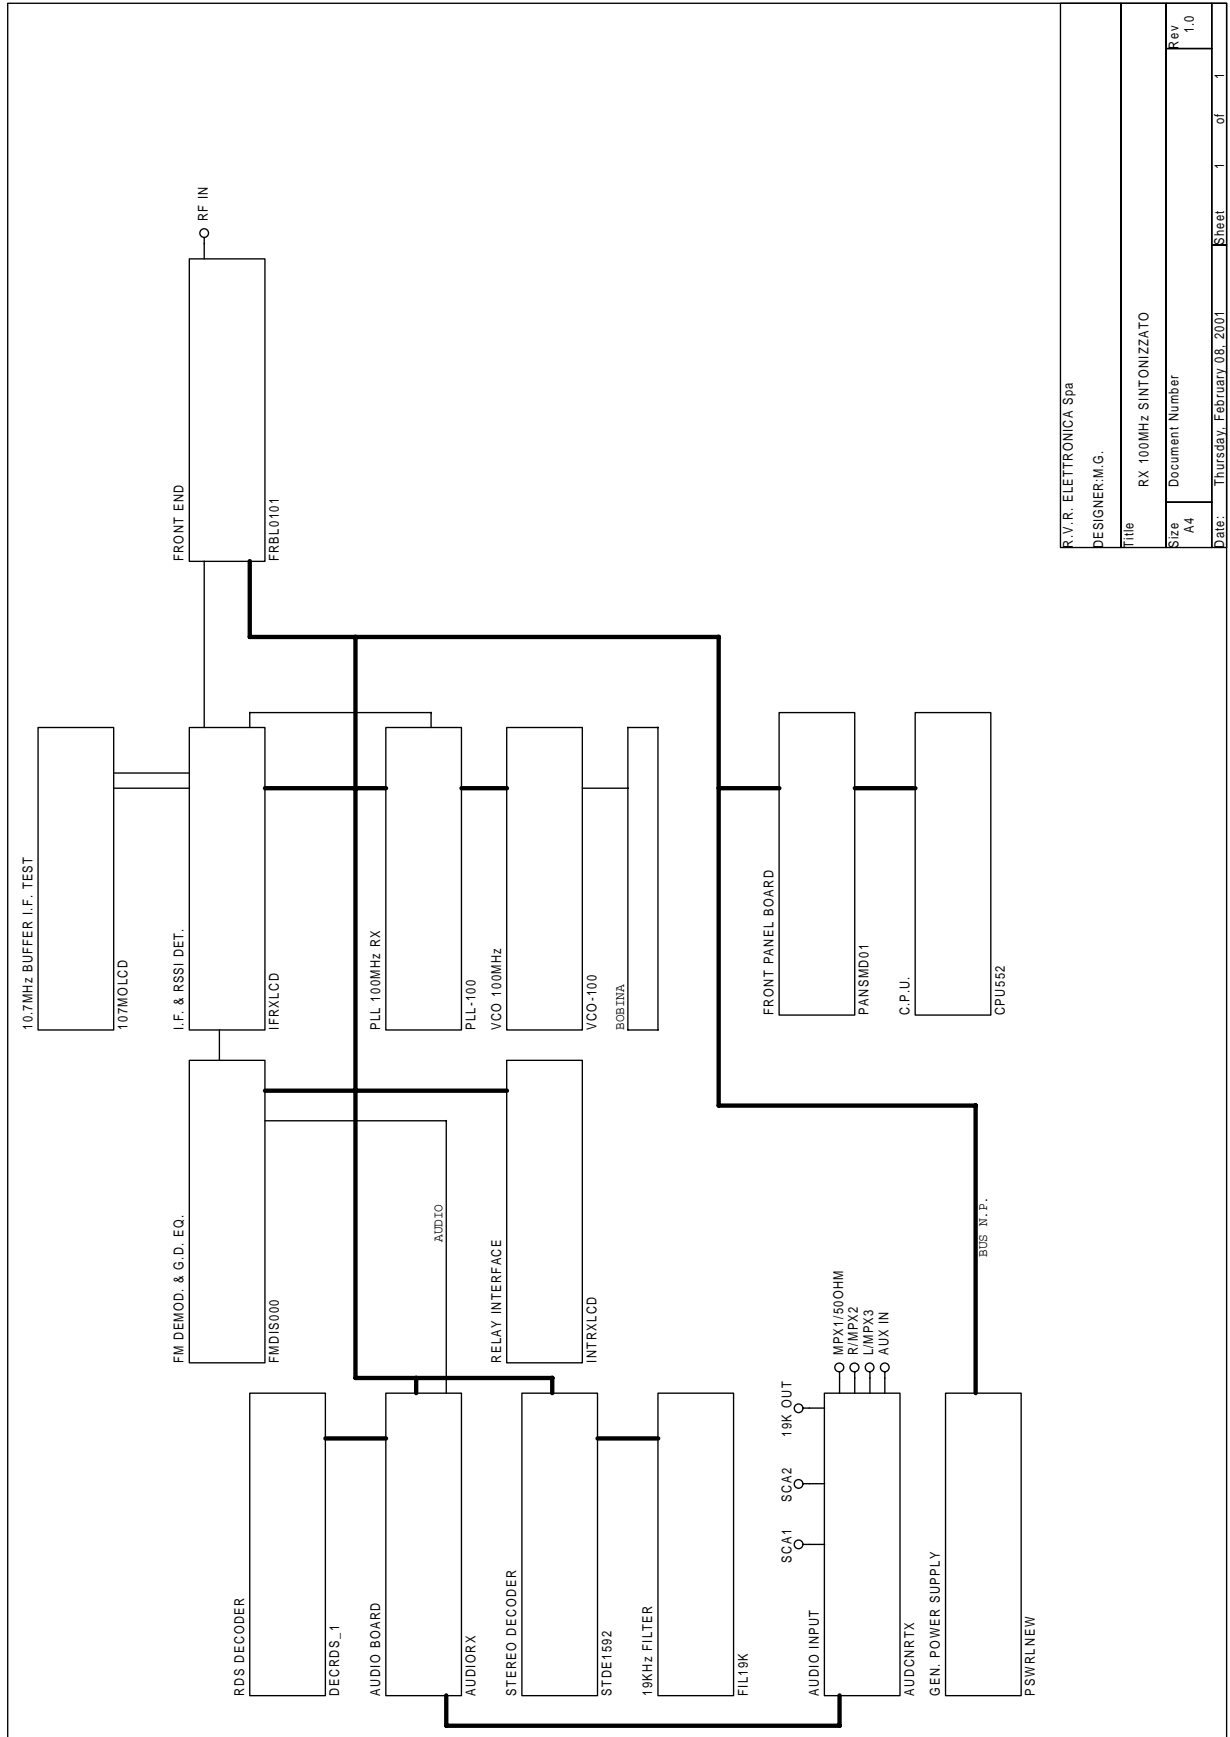 10.7MHz BUFFER I.F. TEST
107MOLCD
FRONT END
FRBL0101
RF IN
I.F. & RSSI DET.
IFRXLCD
FM DEMOD. & G.D. EQ.
FMDIS000
PLL 100MHz RX
PLL-100
VCO 100MHz
VCO-100
BOBINA
RDS DECODER
DECRDS_1
AUDIO BOARD
AUDIORX
AUDIO
RELAY INTERFACE
INTRXLCD
STEREO DECODER
STDE1592
19KHz FILTER
FIL19K
FRONT PANEL BOARD
PANSMD01
C.P.U.
CPU552
SCA1
SCA2
19K OUT
MPX1/50OHM
R/MPX2
L/MPX3
AUX IN
AUDIO INPUT
AUDCNRTX
GEN. POWER SUPPLY
PSWRLNEW
BUS N.P.
R.V.R. ELETTRONICA Spa
DESIGNER:M.G.
Title
RX 100MHz SINTONIZZATO
Size Document Number Rev
A4 1.0
Date: Thursday, February 08, 2001 Sheet 1 of 1